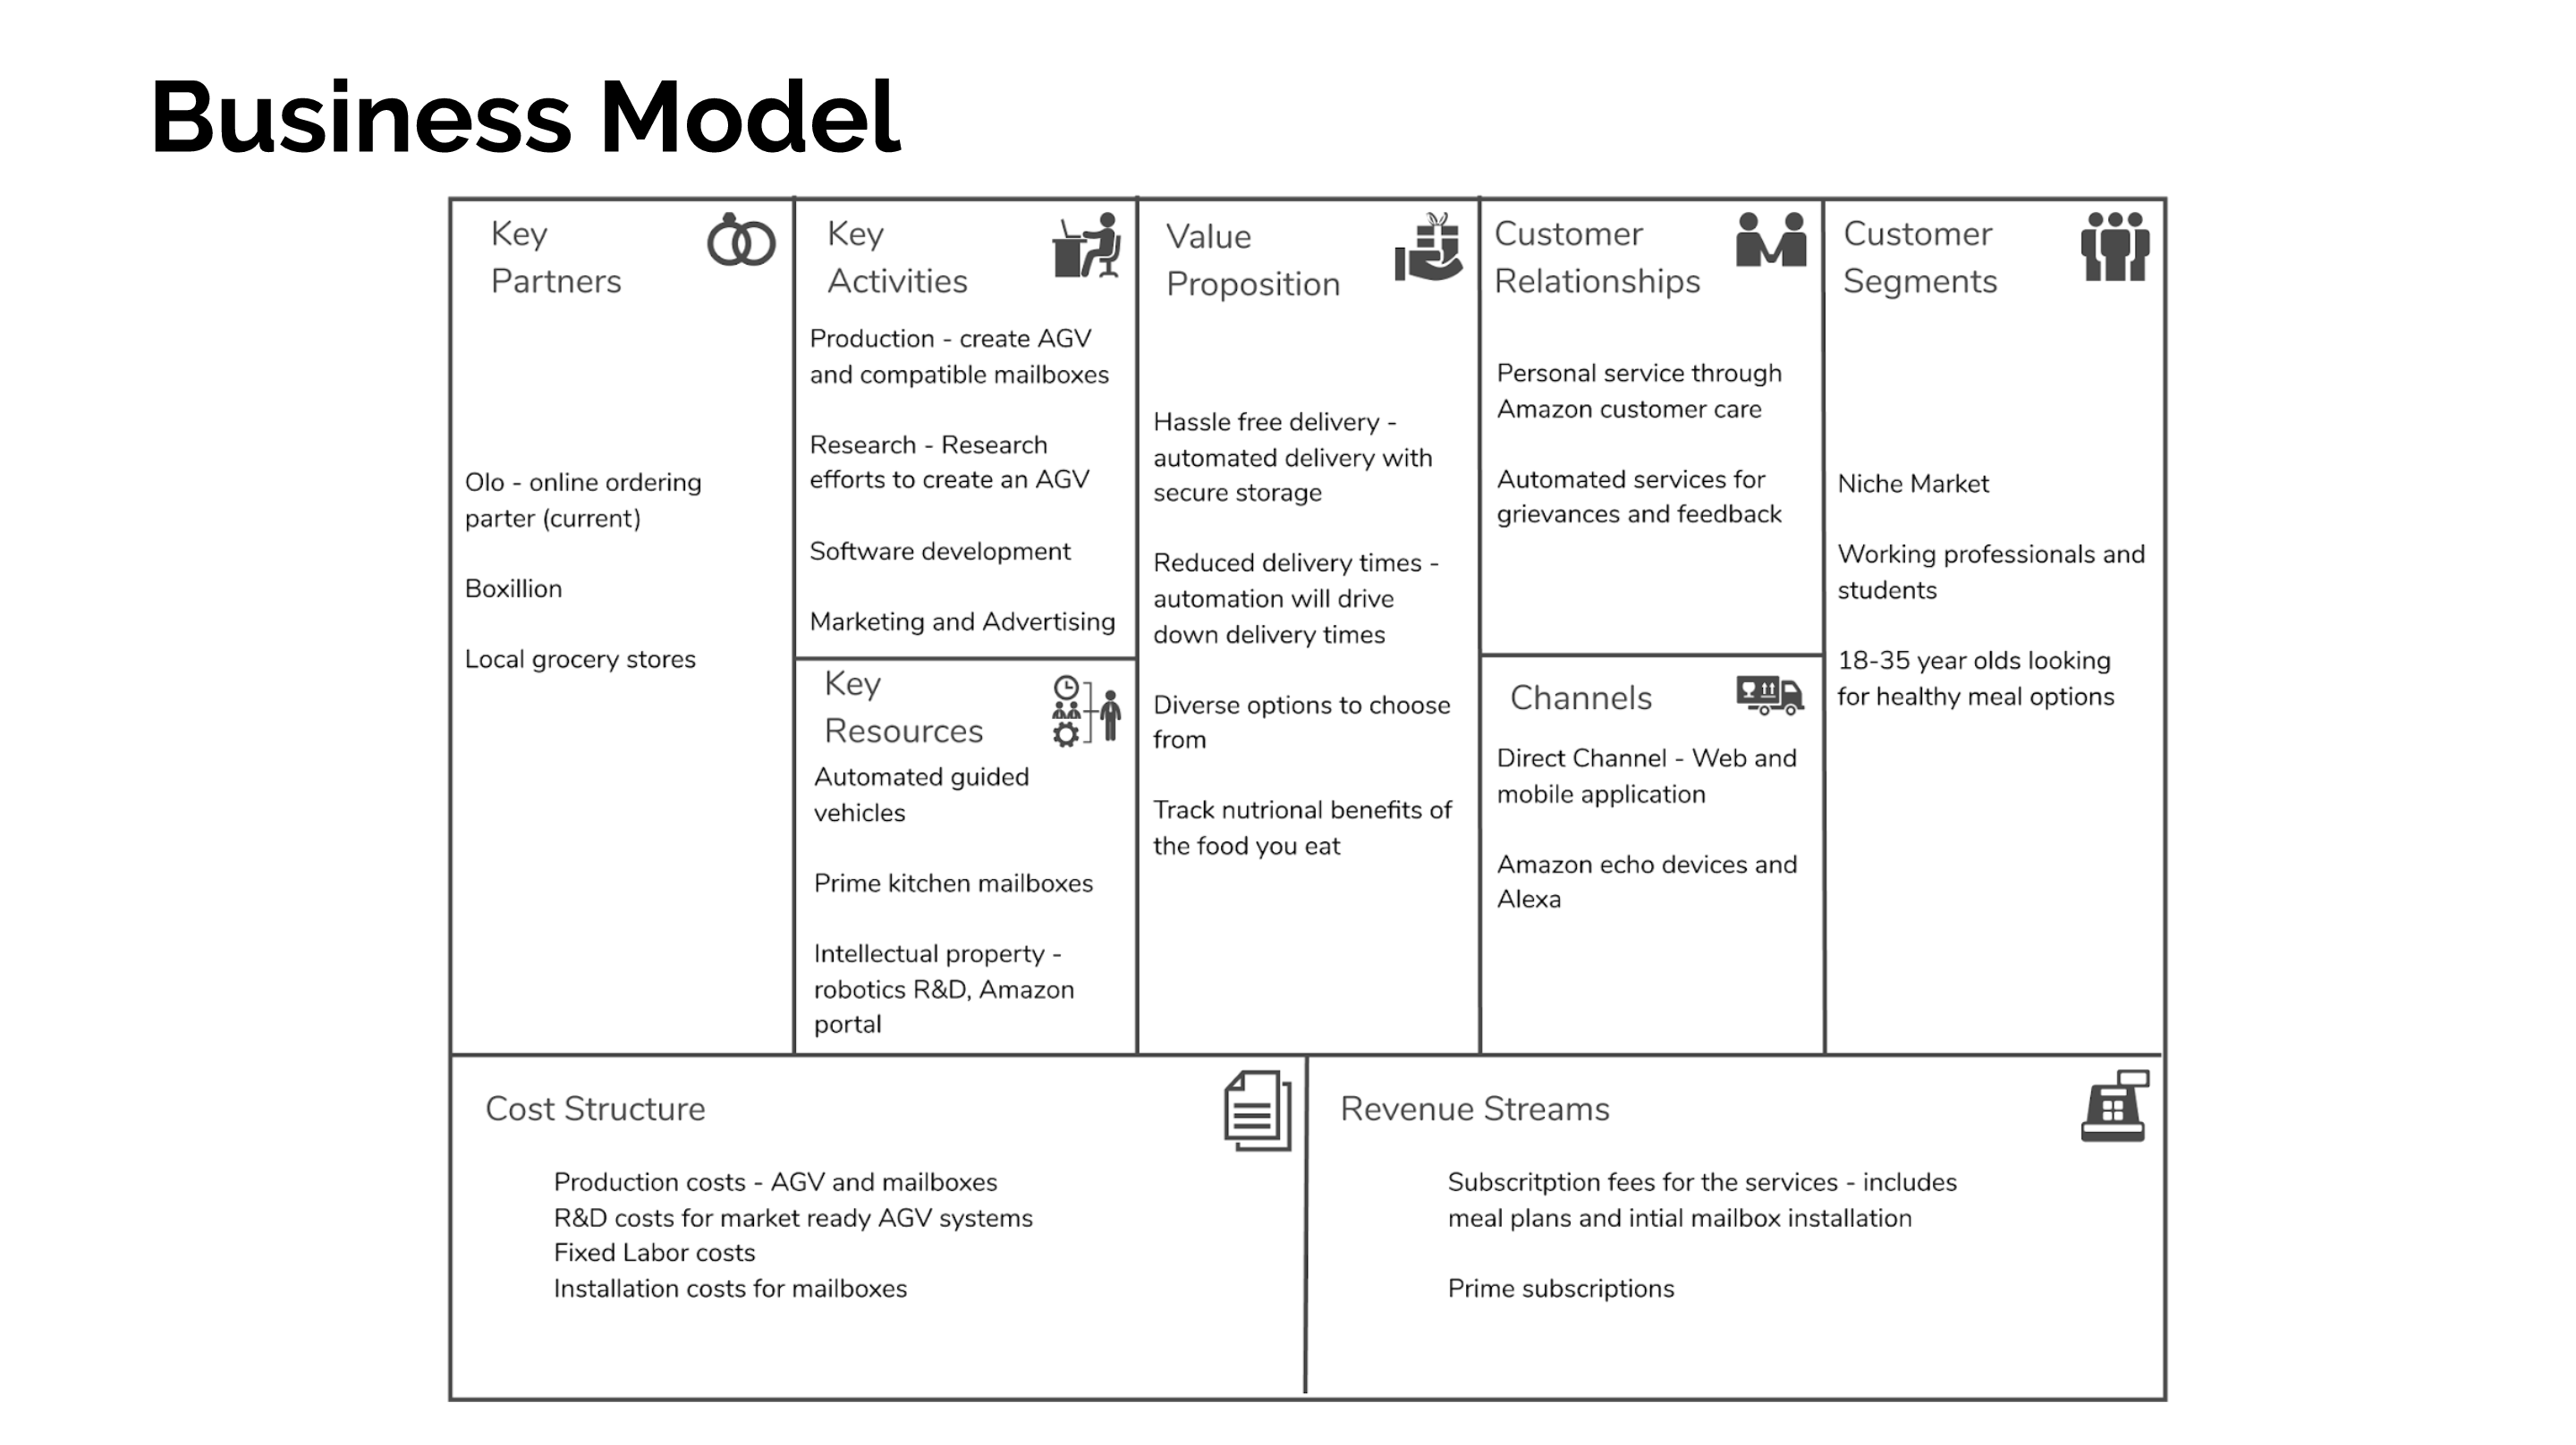 Business Model
Key
Partners
Olo - online ordering
parter (current)
Boxillion
Local grocery stores
Key
Activities
Production - create AGV
and compatible mailboxes
Research - Research
efforts to create an AGV
Software development
Marketing and Advertising
Key
Resources
Automated guided
vehicles
Prime kitchen mailboxes
Intellectual property -
robotics R&D, Amazon
portal
Value
Proposition
Hassle free delivery -
automated delivery with
secure storage
Reduced delivery times -
automation will drive
down delivery times
Diverse options to choose
from
Track nutrional benefits of
the food you eat
Customer
Relationships
Personal service through
Amazon customer care
Automated services for
grievances and feedback
Channels
Direct Channel - Web and
mobile application
Amazon echo devices and
Alexa
Customer
Segments
Niche Market
Working professionals and
students
18-35 year olds looking
for healthy meal options
Cost Structure
Production costs - AGV and mailboxes
R&D costs for market ready AGV systems
Fixed Labor costs
Installation costs for mailboxes
Revenue Streams
Subscritption fees for the services - includes
meal plans and intial mailbox installation
Prime subscriptions